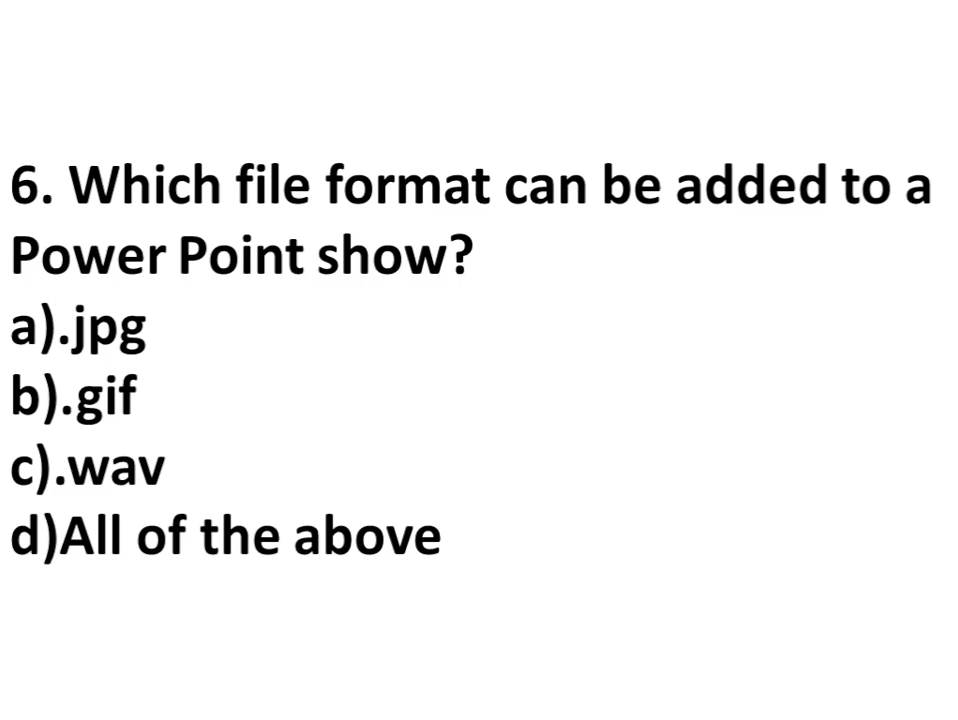 6. Which file format can be added to a
Power Point show?
a).jpg
b).gif
c).wav
d)All of the above